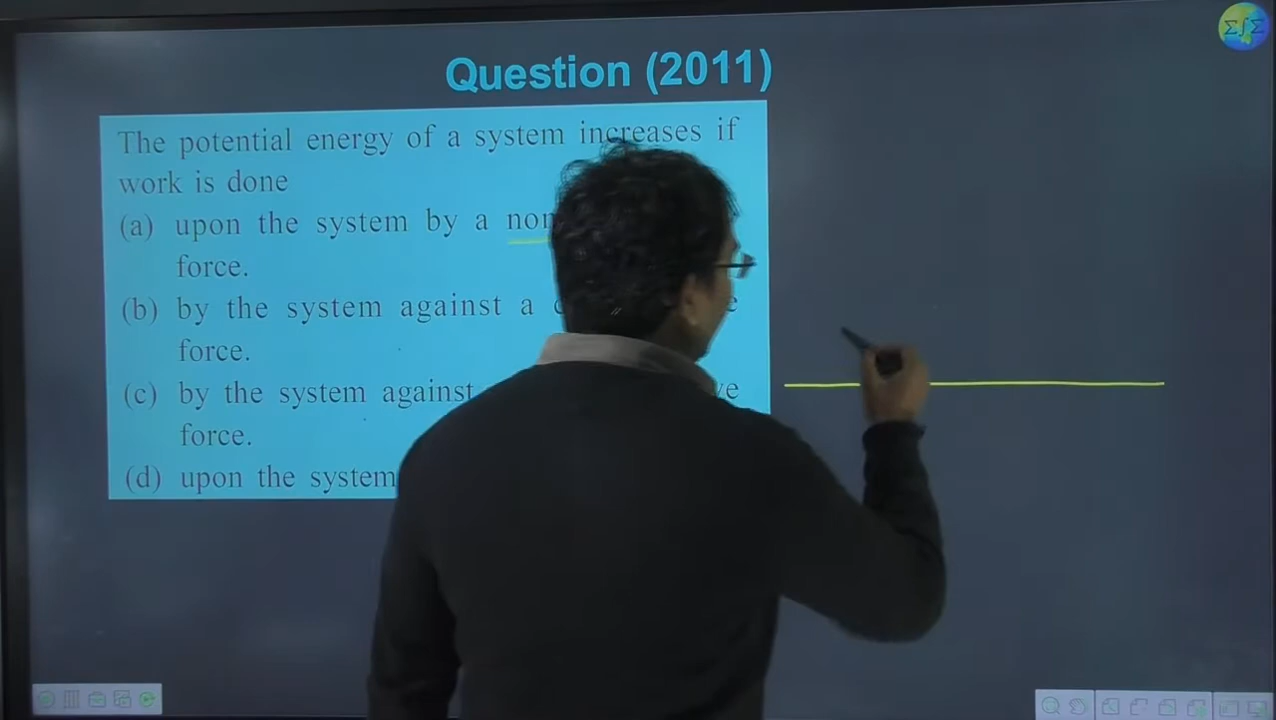 Question (2011)
The potential energy of a system increases if
work is done
(a) upon the system by a
force.
(b) by the system against a
force.
(c) by the system against
force.
(d) upon the system
ΣʃΣ